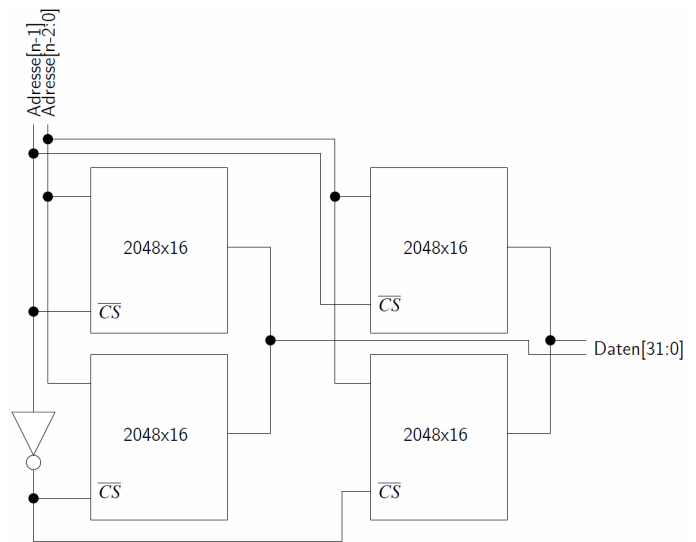 Adresse[n-1]
Adresse[n-2:0]
2048x16
2048x16
CS
CS
Daten[31:0]
2048x16
2048x16
CS
CS